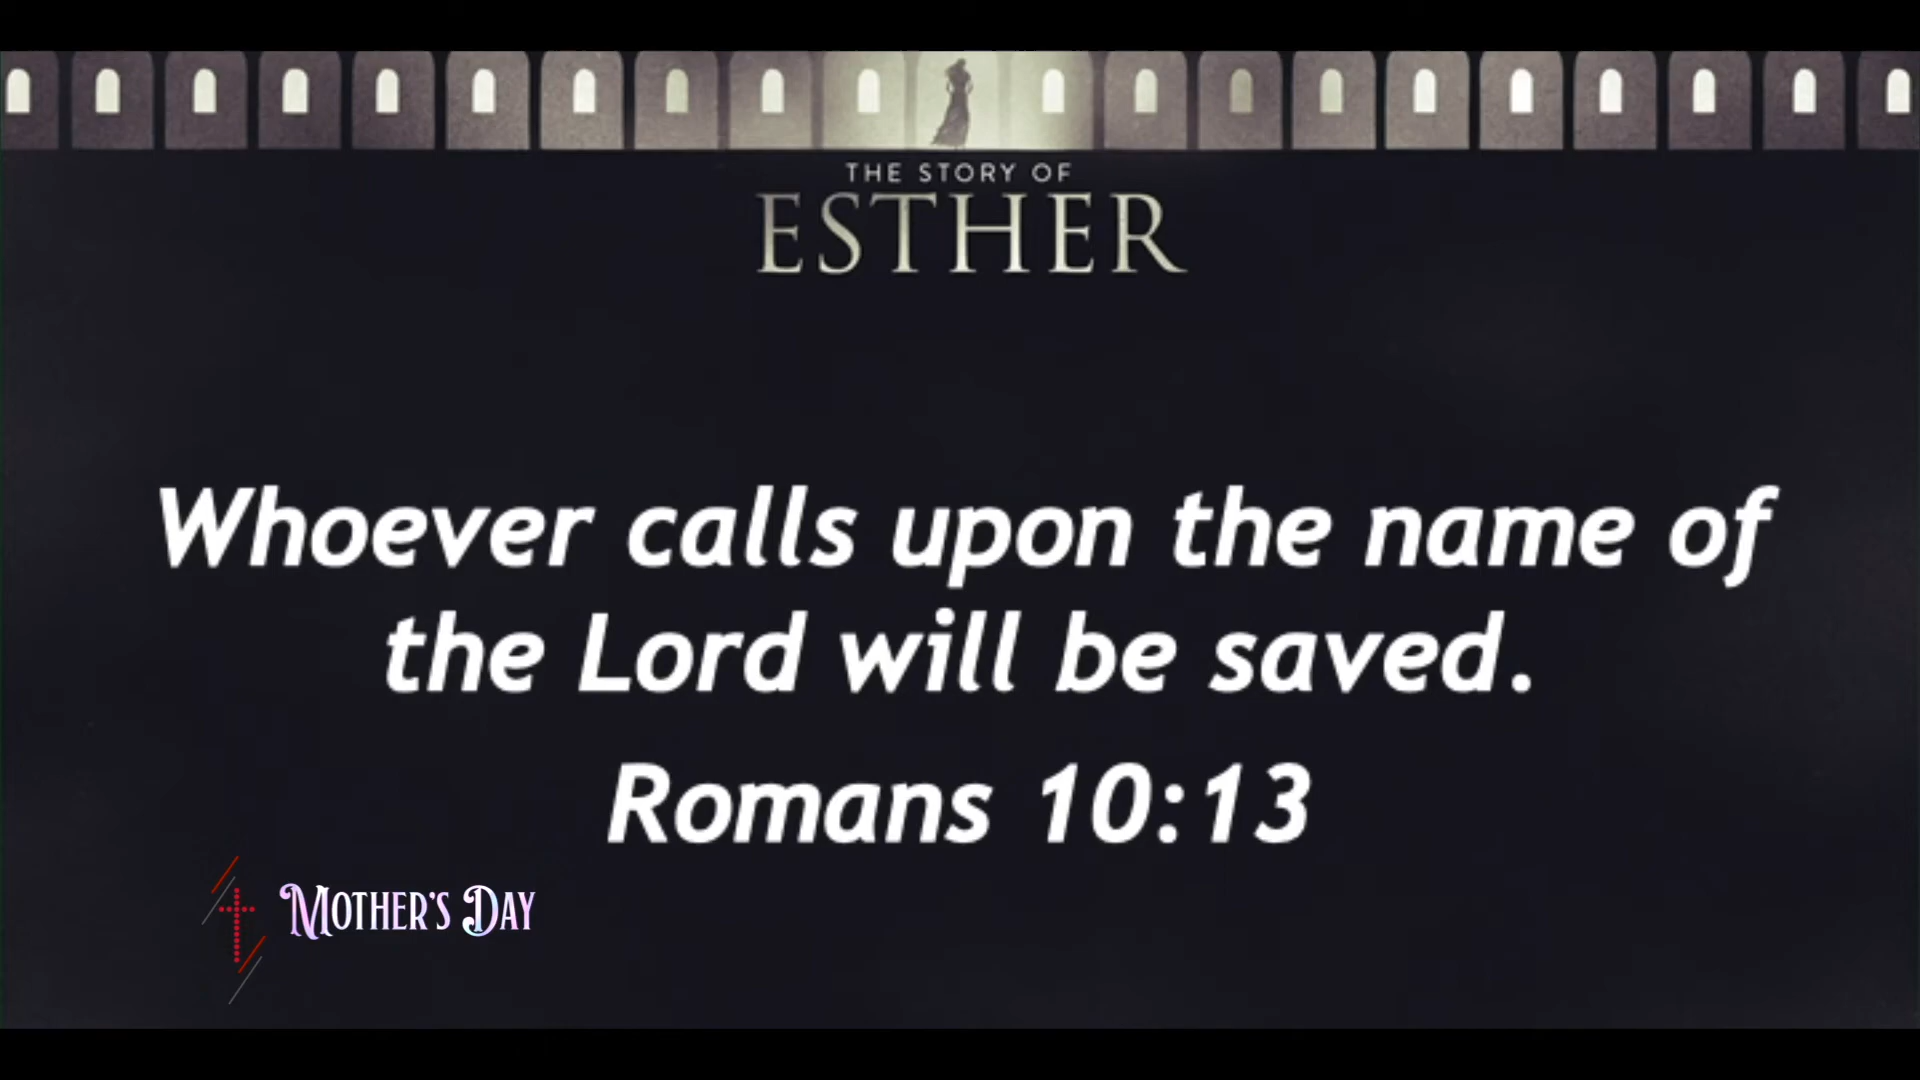 THE STORY OF
ESTHER
Whoever calls upon the name of
the Lord will be saved.
Romans 10:13
Mother's Day